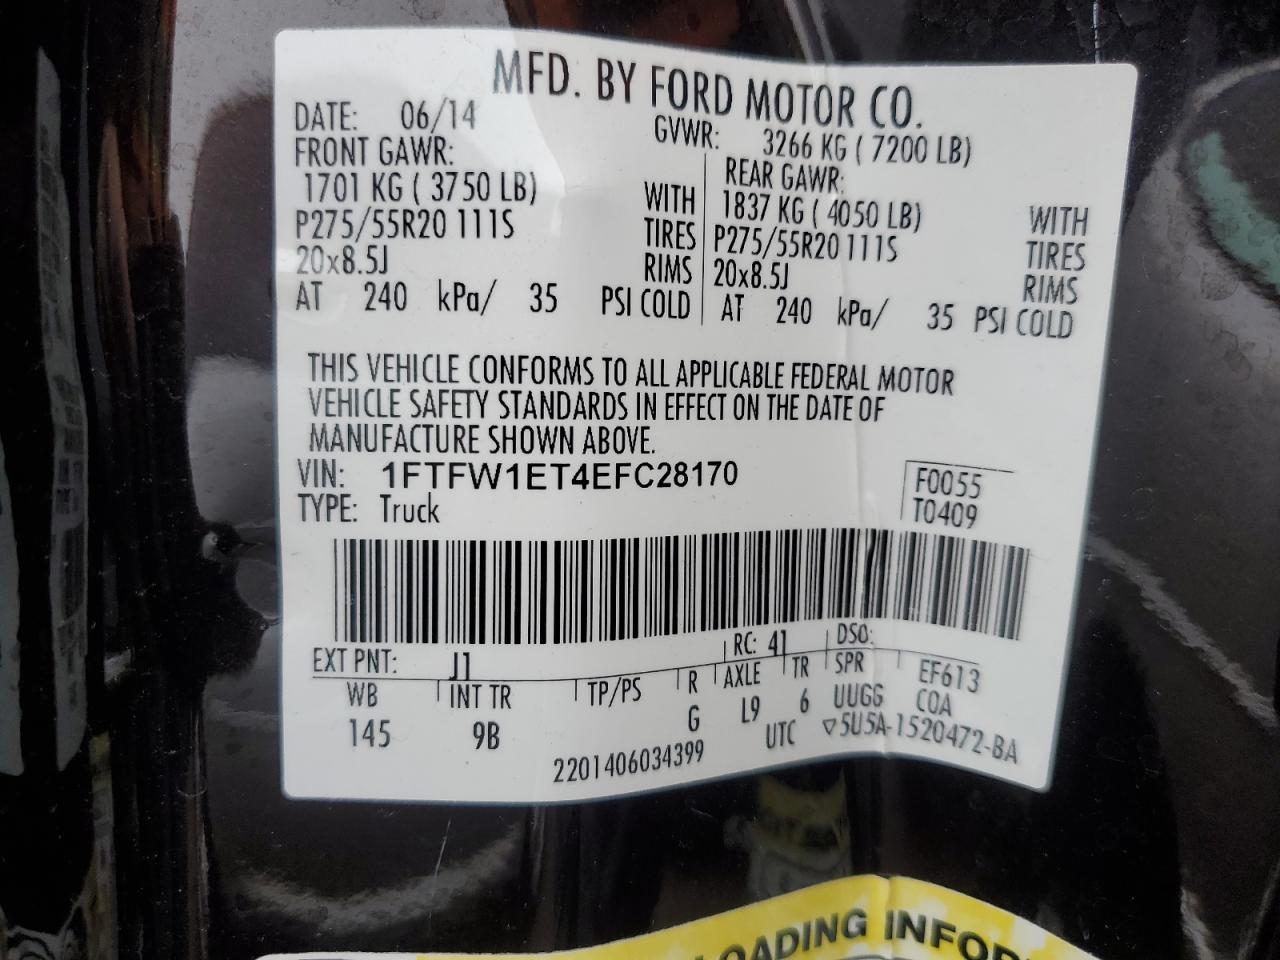 MFD. BY FORD MOTOR CO.
DATE: 06/14 GVWR: 3266 KG ( 7200 LB)
FRONT GAWR: REAR GAWR:
1701 KG ( 3750 LB) WITH 1837 KG ( 4050 LB) WITH
P275/55R20 111S TIRES P275/55R20 111S TIRES
20x8.5J RIMS 20x8.5J RIMS
AT 240 kPa/ 35 PSI COLD AT 240 kPa/ 35 PSI COLD
THIS VEHICLE CONFORMS TO ALL APPLICABLE FEDERAL MOTOR
VEHICLE SAFETY STANDARDS IN EFFECT ON THE DATE OF
MANUFACTURE SHOWN ABOVE.
VIN: 1FTFW1ET4EFC28170 F0055
TYPE: Truck T0409
EXT PNT: J1 RC: 41 DSO:
WB INT TR TP/PS R AXLE TR SPR EF613
145 9B G L9 6 UUGG COA
2201406034399 UTC ▽5U5A-1520472-BA
LOADING INFOR